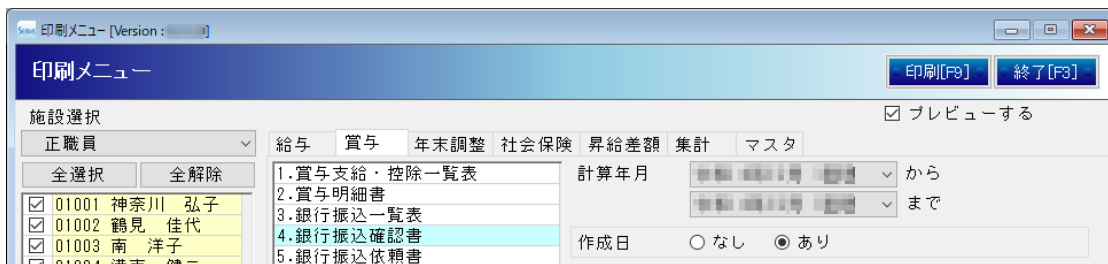 印刷メニュー [Version :
印刷メニュー
印刷[F9]
終了[F3]
施設選択
プレビューする
正職員
給与 賞与 年末調整 社会保険 昇給差額 集計 マスタ
全選択 全解除
1.賞与支給・控除一覧表
2.賞与明細書
3.銀行振込一覧表
4.銀行振込確認書
5.銀行振込依頼書
計算年月
から
まで
作成日 なし あり
01001 神奈川 弘子
01002 鶴見 佳代
01003 南 洋子